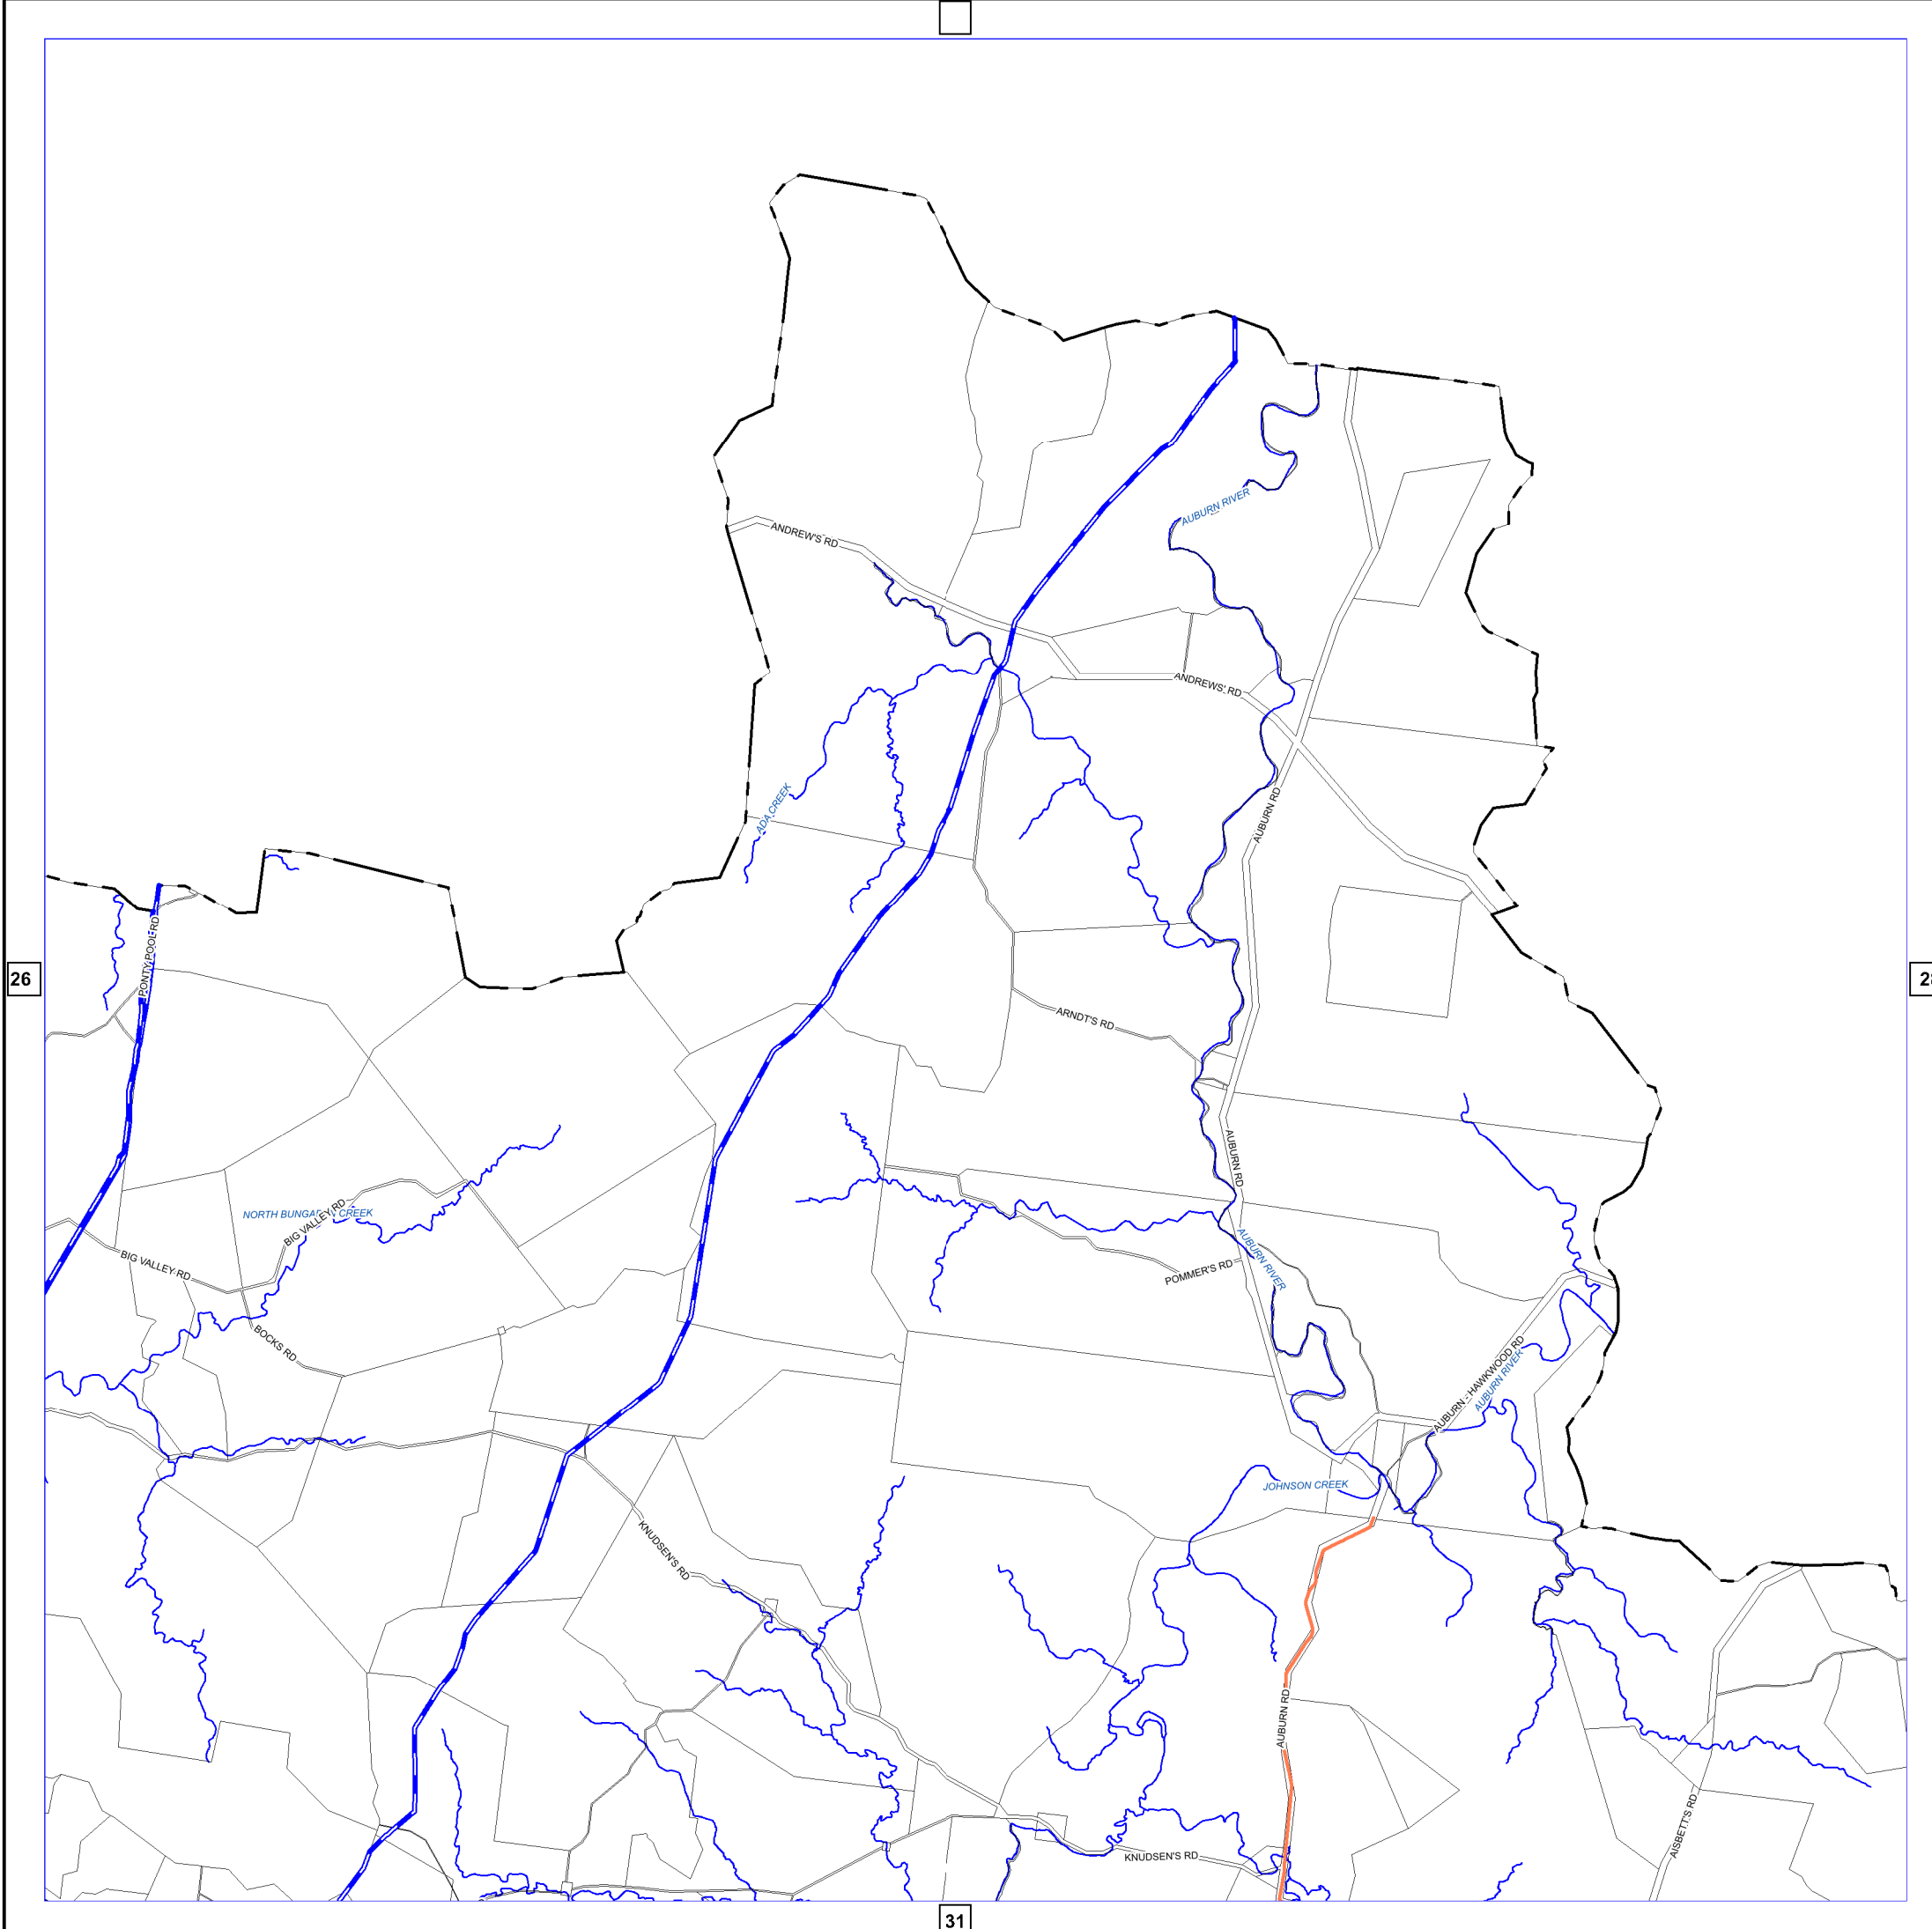 ANDREW'S RD
AUBURN RIVER
ANDREWS' RD
ADA CREEK
AUBURN RD
PONTY POOL RD
26
ARNDT'S RD
AUBURN RD
NORTH BUNGABAN CREEK
BIG VALLEY RD
BIG VALLEY RD
AUBURN RIVER
POMMER'S RD
BOCKS RD
AUBURN - HAWKWOOD RD
AUBURN RIVER
JOHNSON CREEK
KNUDSEN'S RD
AUBURN RD
AISBETT'S RD
KNUDSEN'S RD
31